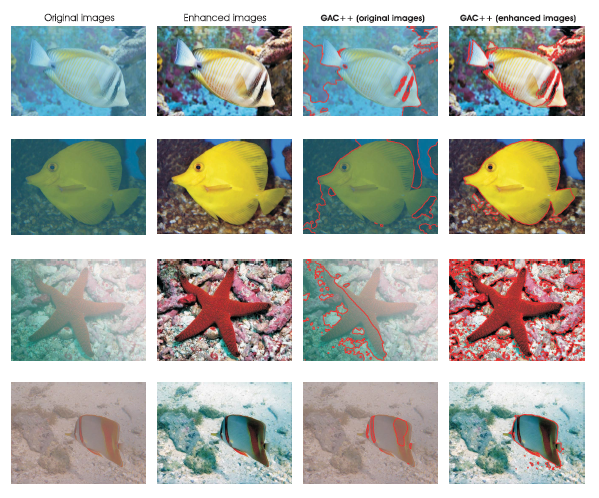 Original images
Enhanced images
GAC++ (original images)
GAC++ (enhanced images)